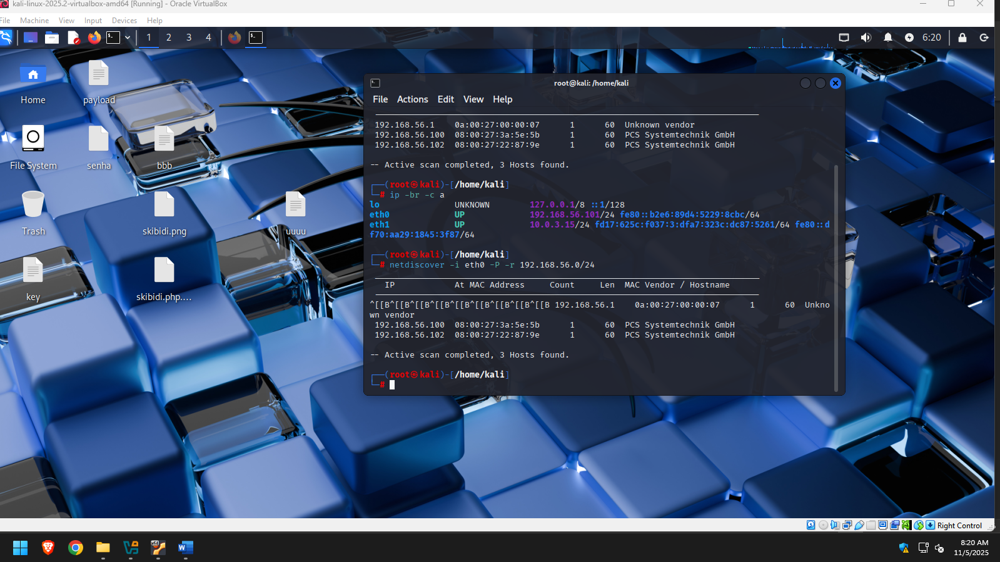 kali-linux-2025.2-virtualbox-amd64 [Running] - Oracle VirtualBox
File Machine View Input Devices Help
1 2 3 4 6:20
Home
payload
File System
senha
bbb
Trash
skibidi.png
uuuu
key
skibidi.php....
root@kali: /home/kali
File Actions Edit View Help
192.168.56.1 0a:00:27:00:00:07 1 60 Unknown vendor
192.168.56.100 08:00:27:3a:5e:5b 1 60 PCS Systemtechnik GmbH
192.168.56.102 08:00:27:22:87:9e 1 60 PCS Systemtechnik GmbH
-- Active scan completed, 3 Hosts found.
┌──(root㉿kali)-[/home/kali]
└─# ip -br -c a
lo UNKNOWN 127.0.0.1/8 ::1/128
eth0 UP 192.168.56.101/24 fe80::b2e6:89d4:5229:8cbc/64
eth1 UP 10.0.3.15/24 fd17:625c:f037:3:dfa7:323c:dc87:5261/64 fe80::d
f70:aa29:1845:3f87/64
┌──(root㉿kali)-[/home/kali]
└─# netdiscover -i eth0 -P -r 192.168.56.0/24
IP At MAC Address Count Len MAC Vendor / Hostname
^[[B^[[B^[[B^[[B^[[B^[[B^[[B^[[B^[[B 192.168.56.1 0a:00:27:00:00:07 1 60 Unkno
wn vendor
192.168.56.100 08:00:27:3a:5e:5b 1 60 PCS Systemtechnik GmbH
192.168.56.102 08:00:27:22:87:9e 1 60 PCS Systemtechnik GmbH
-- Active scan completed, 3 Hosts found.
┌──(root㉿kali)-[/home/kali]
└─#
Right Control
8:20 AM
11/5/2025